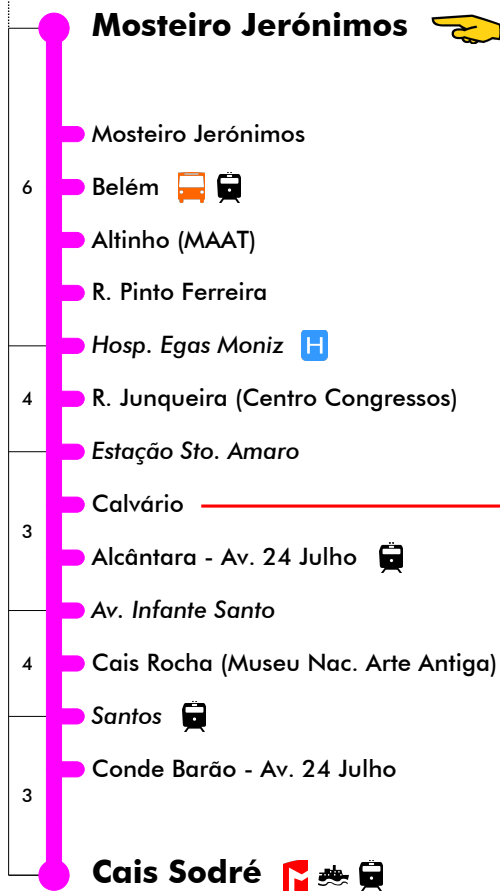 Mosteiro Jerónimos
Mosteiro Jerónimos
6
Belém
Altinho (MAAT)
R. Pinto Ferreira
Hosp. Egas Moniz H
4
R. Junqueira (Centro Congressos)
Estação Sto. Amaro
Calvário
3
Alcântara - Av. 24 Julho
Av. Infante Santo
4
Cais Rocha (Museu Nac. Arte Antiga)
Santos
Conde Barão - Av. 24 Julho
3
Cais Sodré